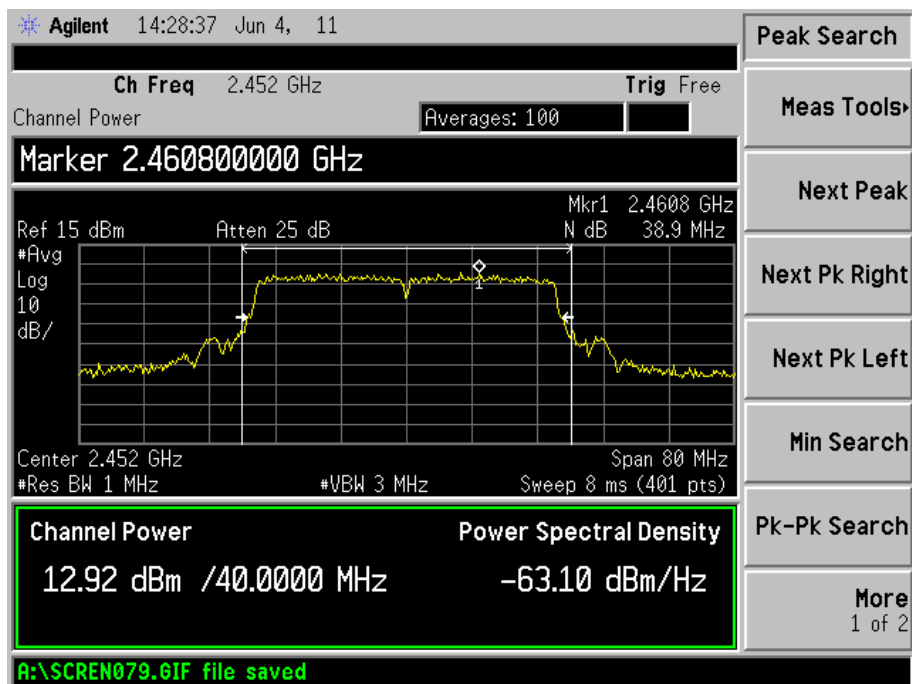 Agilent 14:28:37 Jun 4, 11
Peak Search
Ch Freq 2.452 GHz Trig Free
Channel Power Averages: 100
Meas Tools▸
Marker 2.460800000 GHz
Mkr1 2.4608 GHz
Ref 15 dBm Atten 25 dB N dB 38.9 MHz
Next Peak
#Avg
Log
10
dB/
1
Next Pk Right
Next Pk Left
Center 2.452 GHz Span 80 MHz
#Res BW 1 MHz #VBW 3 MHz Sweep 8 ms (401 pts)
Min Search
Channel Power Power Spectral Density
12.92 dBm /40.0000 MHz -63.10 dBm/Hz
Pk-Pk Search
More
1 of 2
A:\SCREN079.GIF file saved